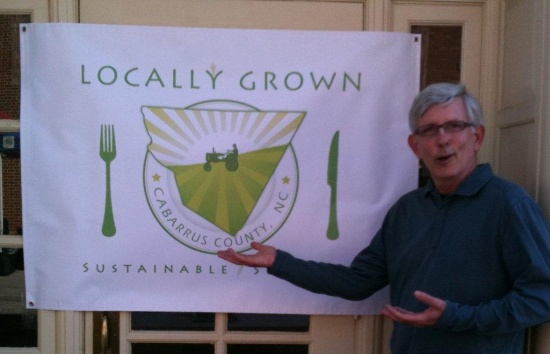 LOCALLY GROWN
CABARRUS COUNTY, NC
SUSTAINABLE